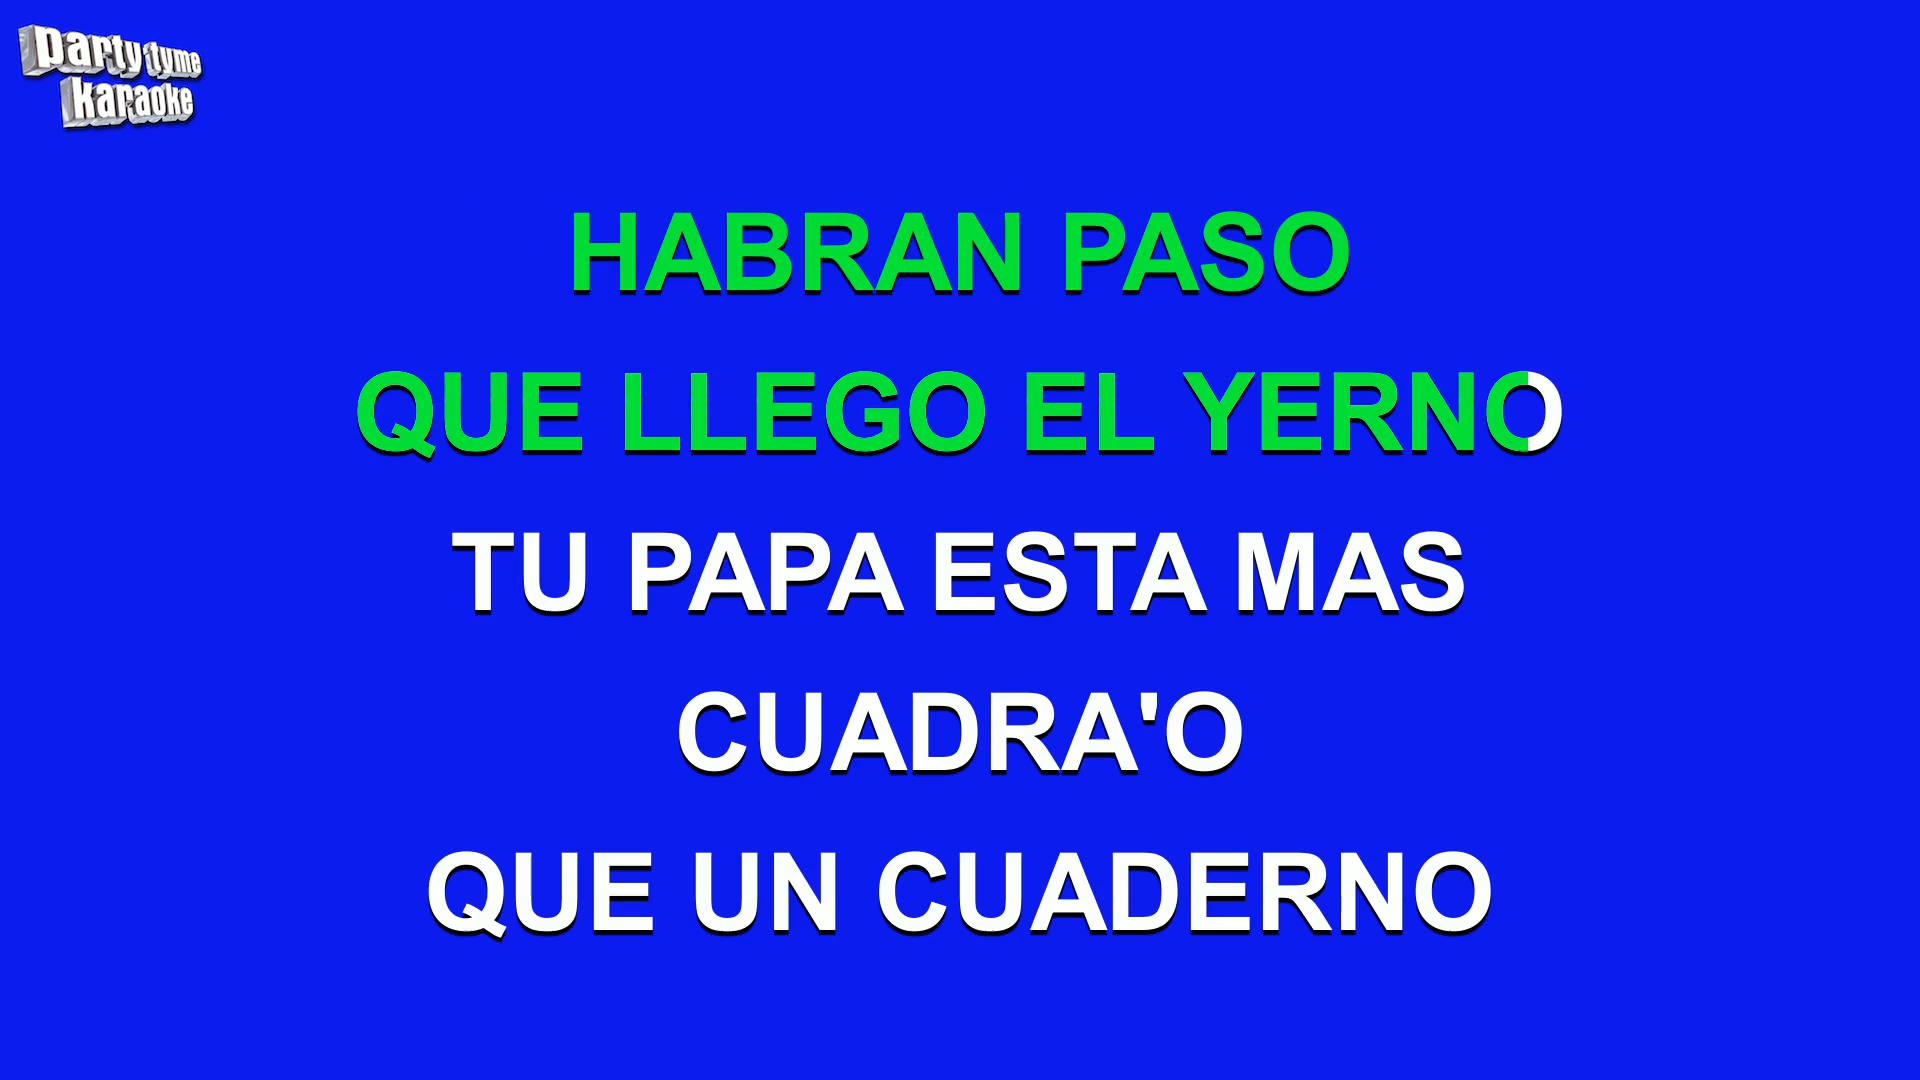 party tyme
karaoke
HABRAN PASO
QUE LLEGO EL YERNO
TU PAPA ESTA MAS
CUADRA'O
QUE UN CUADERNO